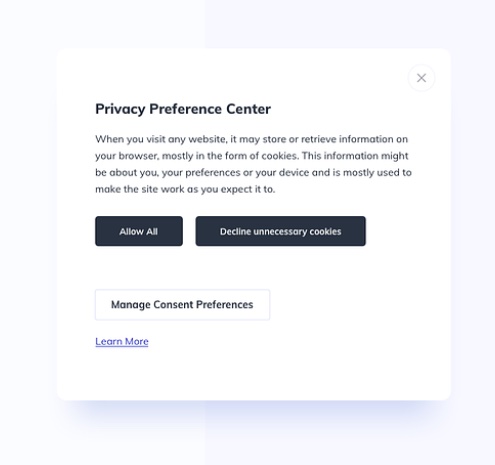 Privacy Preference Center
When you visit any website, it may store or retrieve information on
your browser, mostly in the form of cookies. This information might
be about you, your preferences or your device and is mostly used to
make the site work as you expect it to.
Allow All
Decline unnecessary cookies
Manage Consent Preferences
Learn More